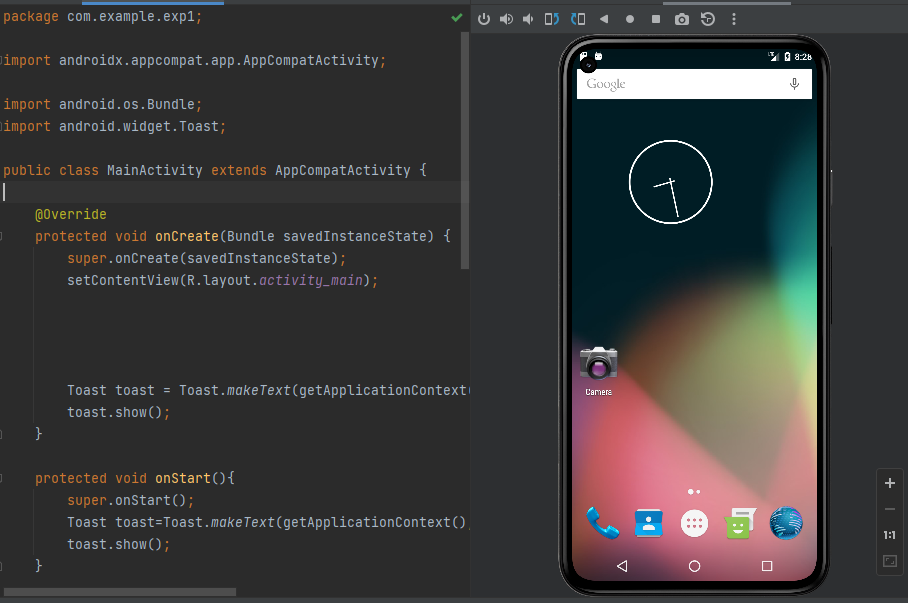 package com.example.exp1;
import androidx.appcompat.app.AppCompatActivity;
import android.os.Bundle;
import android.widget.Toast;
public class MainActivity extends AppCompatActivity {
@Override
protected void onCreate(Bundle savedInstanceState) {
super.onCreate(savedInstanceState);
setContentView(R.layout.activity_main);
Toast toast = Toast.makeText(getApplicationContext(
toast.show();
}
protected void onStart(){
super.onStart();
Toast toast=Toast.makeText(getApplicationContext(),
toast.show();
}
8:26
Google
Camera
1:1